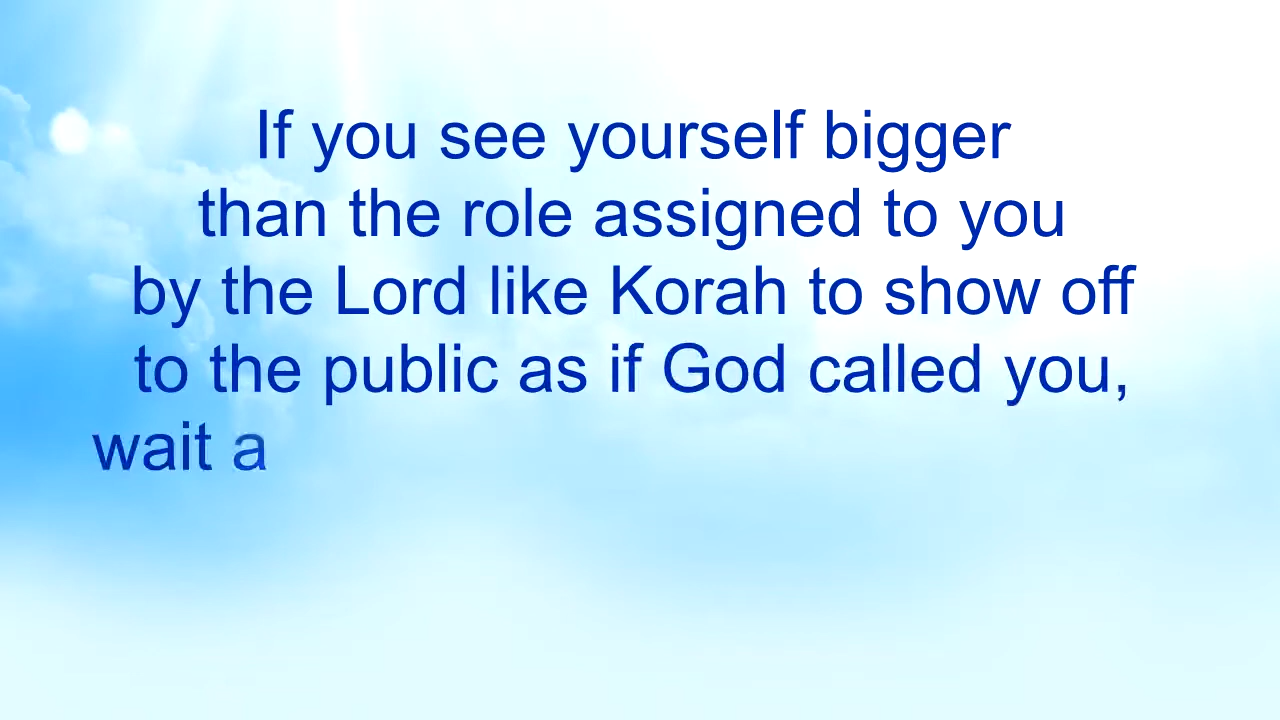 If you see yourself bigger
than the role assigned to you
by the Lord like Korah to show off
to the public as if God called you,
wait a